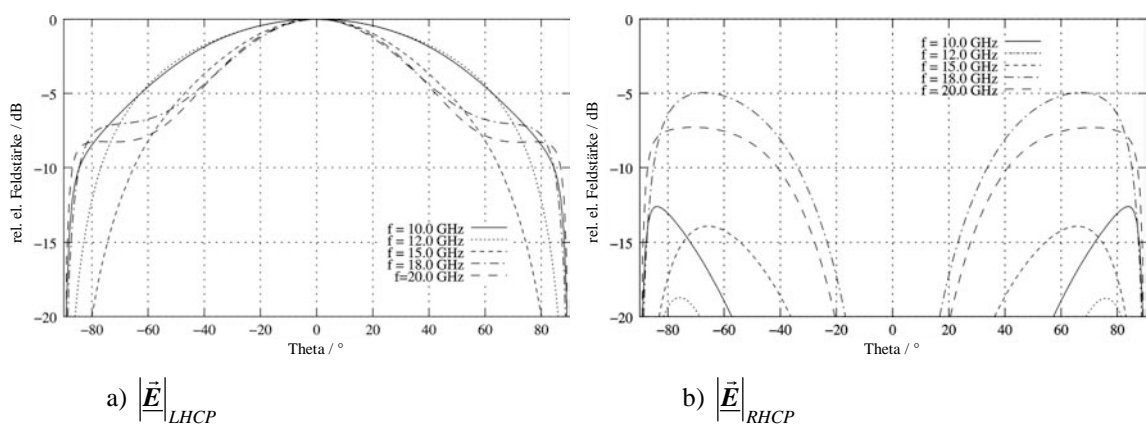 0
-5
-10
-15
-20
rel. el. Feldstärke / dB
f = 10.0 GHz
f = 12.0 GHz
f = 15.0 GHz
f = 18.0 GHz
f=20.0 GHz
-80 -60 -40 -20 0 20 40 60 80
Theta / °
a) |E|LHCP
0
-5
-10
-15
-20
rel. el. Feldstärke / dB
f = 10.0 GHz
f = 12.0 GHz
f = 15.0 GHz
f = 18.0 GHz
f = 20.0 GHz
-80 -60 -40 -20 0 20 40 60 80
Theta / °
b) |E|RHCP